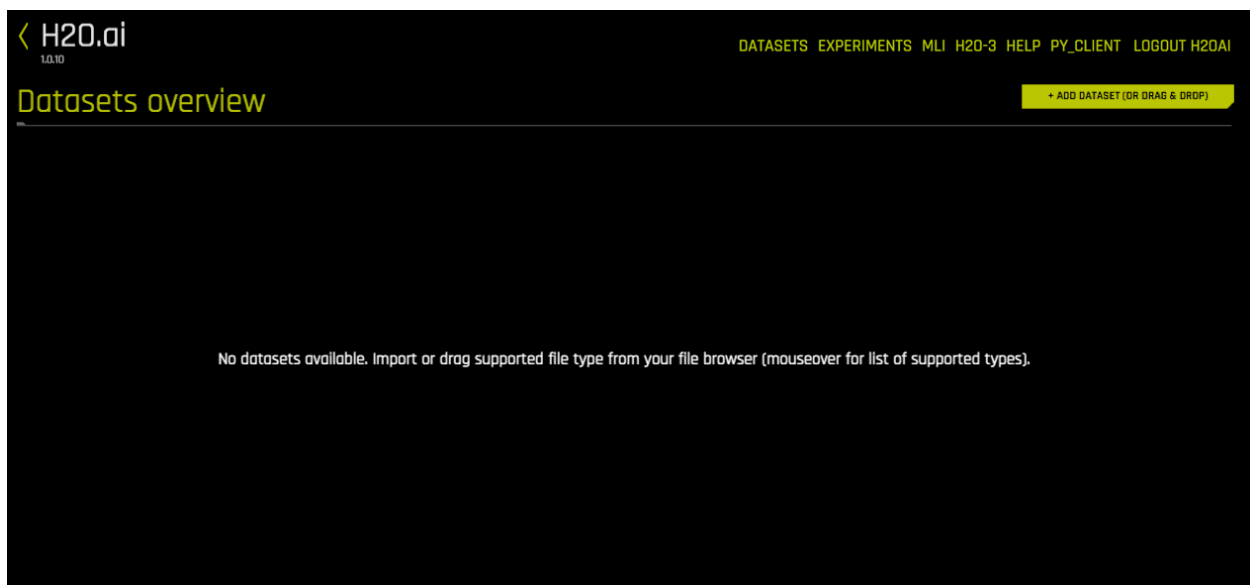 H2O.ai
1.0.10
DATASETS EXPERIMENTS MLI H2O-3 HELP PY_CLIENT LOGOUT H2OAI
Datasets overview
+ ADD DATASET (OR DRAG & DROP)
No datasets available. Import or drag supported file type from your file browser (mouseover for list of supported types).